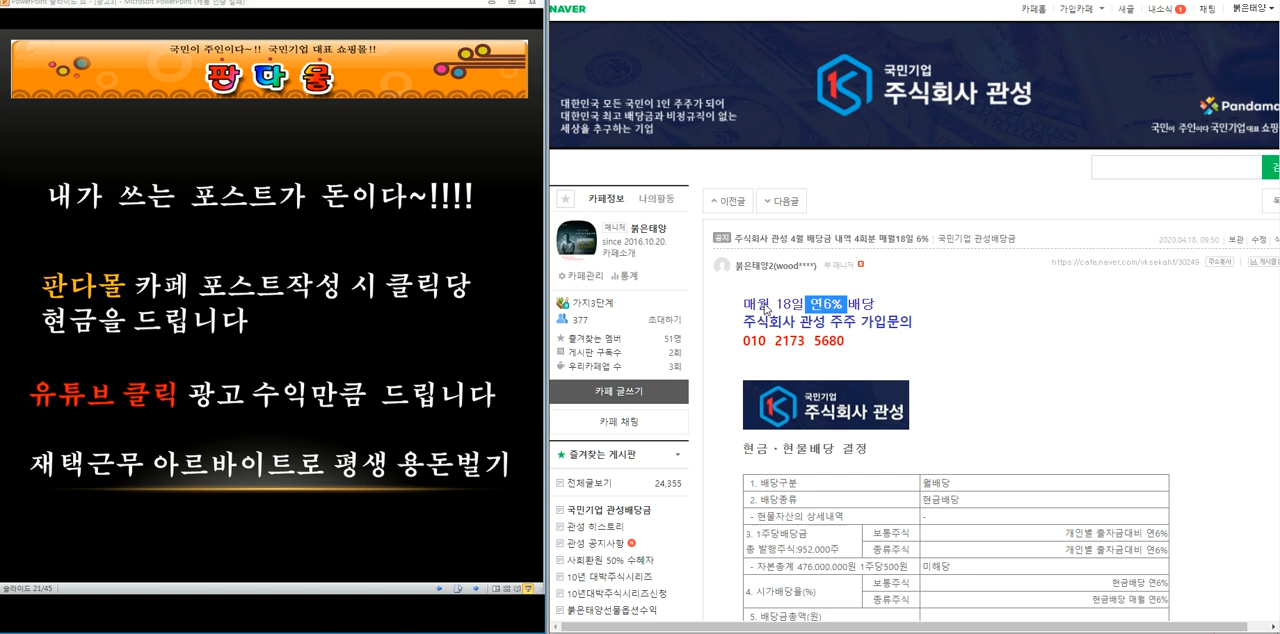 PowerPoint 슬라이드 쇼 - [광고3] - Microsoft PowerPoint (제품 인증 실패)
국민이 주인이다~!! 국민기업 대표 쇼핑몰!!
판다몽
내가 쓰는 포스트가 돈이다~!!!!
판다몰 카페 포스트작성 시 클릭당
현금을 드립니다
유튜브 클릭 광고 수익만큼 드립니다
재택근무 아르바이트로 평생 용돈벌기
슬라이드 21/45
NAVER
카페홈 가입카페 새글 내소식 1 채팅 붉은태양
대한민국 모든 국민이 1인 주주가 되어
대한민국 최고 배당금과 비정규직이 없는
세상을 추구하는 기업
국민기업
주식회사 관성
Pandama
국민이 주인이다 국민기업 대표 쇼핑
검
카페정보 나의활동
매니저 붉은태양
since 2016.10.20.
카페소개
카페관리 통계
가지3단계
377 초대하기
즐겨찾는 멤버 51명
게시판 구독수 2회
우리카페앱 수 3회
카페 글쓰기
카페 채팅
즐겨찾는 게시판
전체글보기 24,355
국민기업 관성배당금
관성 히스토리
관성 공지사항
사회환원 50% 수혜자
10년 대박주식시리즈
10년대박주식시리즈신청
붉은태양선물옵션수익
이전글 다음글
공지 주식회사 관성 4월 배당금 내역 4회분 매월18일 6% | 국민기업 관성배당금
2020.04.18. 09:50 | 보관 | 수정
붉은태양2(wood****) 부매니저
https://cafe.naver.com/vksekahf/30249 주소복사
매월 18일 연6% 배당
주식회사 관성 주주 가입문의
010 2173 5680
국민기업
주식회사 관성
현금・현물배당 결정
1. 배당구분 월배당
2. 배당종류 현금배당
- 현물자산의 상세내역 -
3. 1주당배당금 보통주식 개인별 출자금대비 연6%
총 발행주식:952.000주 종류주식 개인별 출자금대비 연6%
- 자본총계 476.000.000원 1주당500원 미해당
4. 시가배당율(%) 보통주식 현금배당 연6%
종류주식 현금배당 매월 연6%
5. 배당금총액(원)